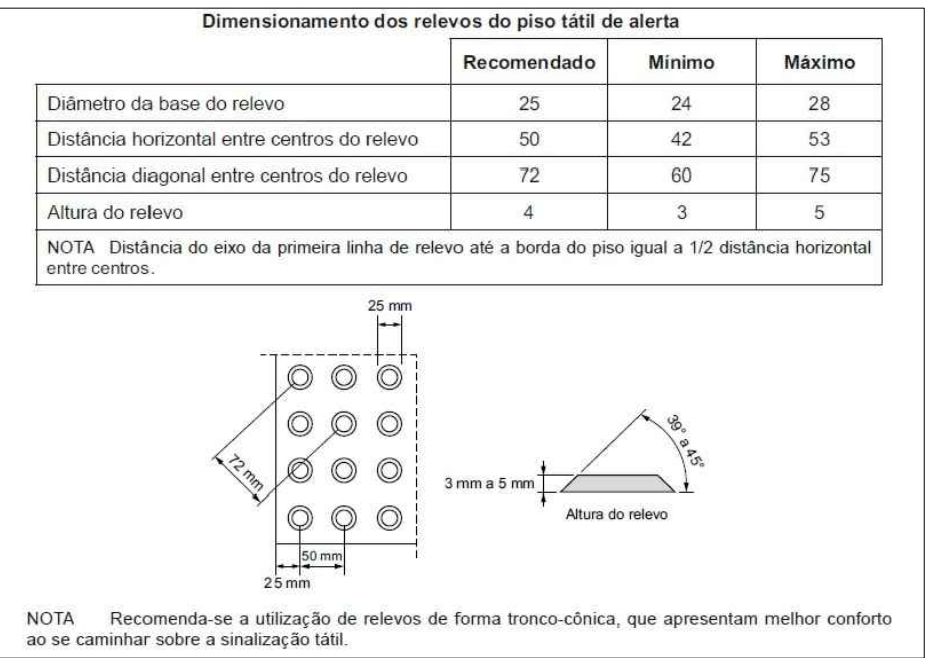 Dimensionamento dos relevos do piso tátil de alerta
Recomendado Mínimo Máximo
Diâmetro da base do relevo 25 24 28
Distância horizontal entre centros do relevo 50 42 53
Distância diagonal entre centros do relevo 72 60 75
Altura do relevo 4 3 5
NOTA Distância do eixo da primeira linha de relevo até a borda do piso igual a 1/2 distância horizontal
entre centros.
25 mm
72 mm
50 mm
25 mm
39° a 45°
3 mm a 5 mm
Altura do relevo
NOTA Recomenda-se a utilização de relevos de forma tronco-cônica, que apresentam melhor conforto
ao se caminhar sobre a sinalização tátil.